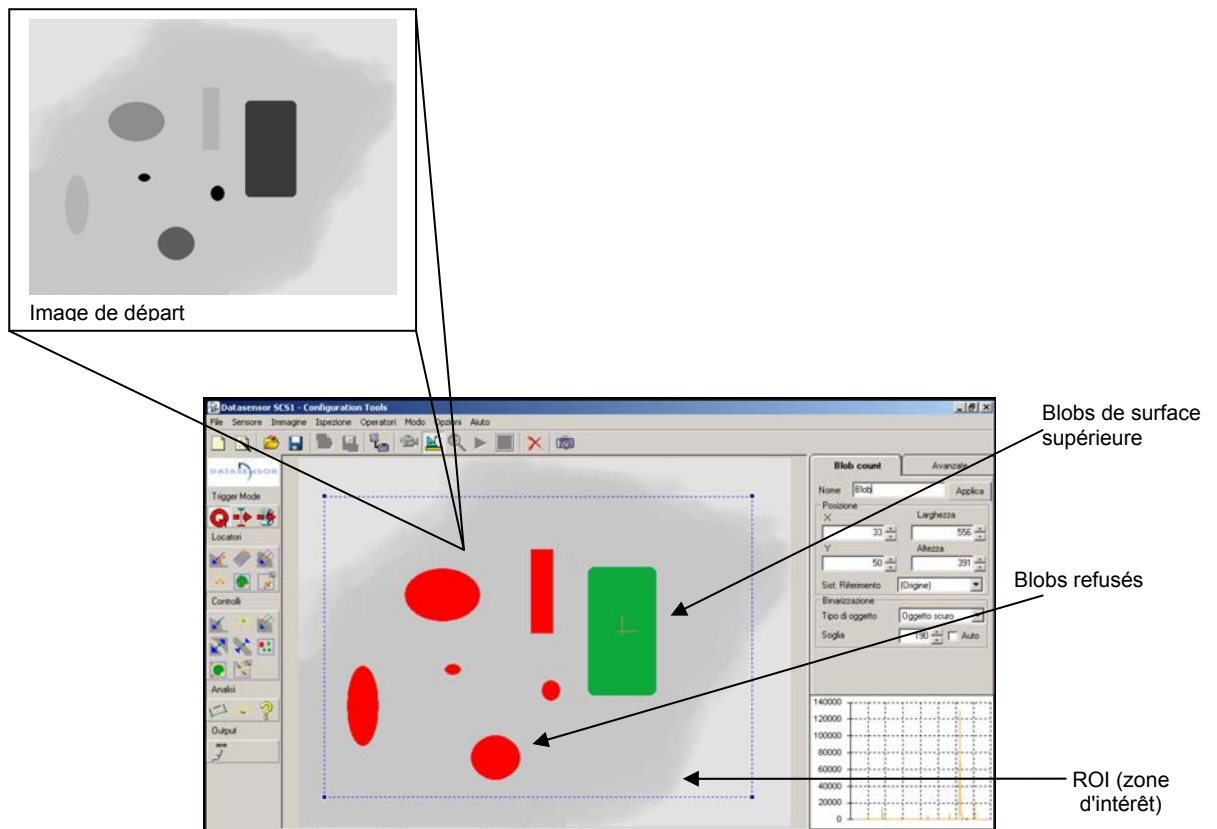 Image de départ
Datasensor SCS1 - Configuration Tools
File Sensore Immagine Ispezione Operatori Modo Opzioni Aiuto
DATASENSOR
Trigger Mode
Locatori
Controlli
Analisi
Output
Blob count Avanzate
Nome Blob Applica
Posizione
X Larghezza
33 556
Y Altezza
50 391
Sist. Riferimento (Origine)
Binarizzazione
Tipo di oggetto Oggetto scuro
Soglia 190 Auto
140000
120000
100000
80000
60000
40000
20000
0
Blobs de surface
supérieure
Blobs refusés
ROI (zone
d'intérêt)